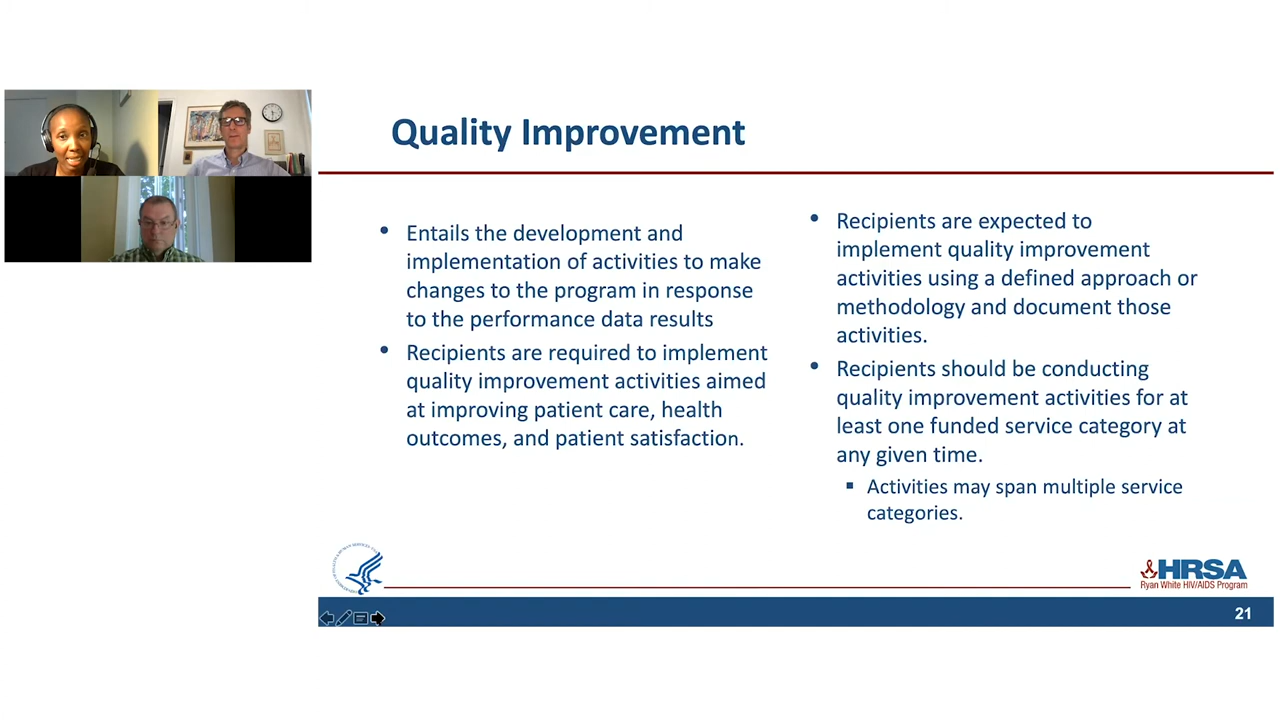 Quality Improvement
• Entails the development and
implementation of activities to make
changes to the program in response
to the performance data results
• Recipients are required to implement
quality improvement activities aimed
at improving patient care, health
outcomes, and patient satisfaction.
• Recipients are expected to
implement quality improvement
activities using a defined approach or
methodology and document those
activities.
• Recipients should be conducting
quality improvement activities for at
least one funded service category at
any given time.
▪ Activities may span multiple service
categories.
HRSA
Ryan White HIV/AIDS Program
21